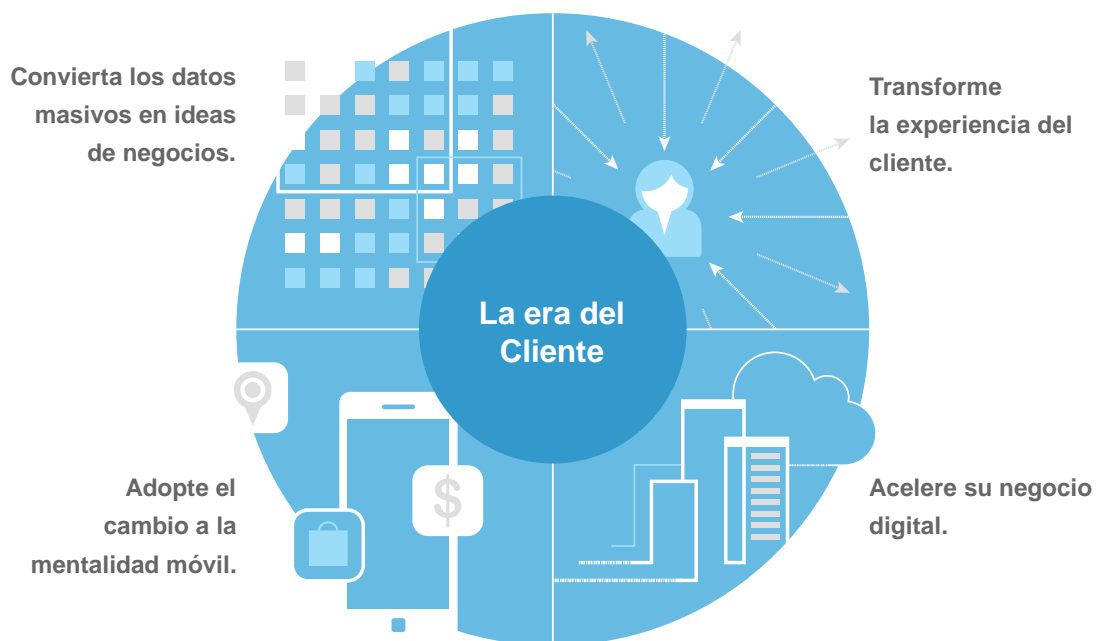 Convierta los datos
masivos en ideas
de negocios.
Transforme
la experiencia del
cliente.
La era del
Cliente
$
Adopte el
cambio a la
mentalidad móvil.
Acelere su negocio
digital.